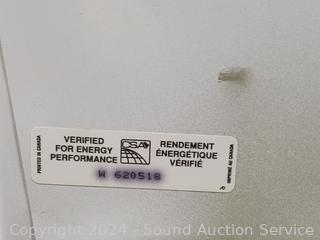 PRINTED IN CANADA
VERIFIED
FOR ENERGY
PERFORMANCE
CSA
RENDEMENT
ÉNERGÉTIQUE
VÉRIFIÉ
IMPRIMÉ AU CANADA
W 620518
Copyright 2024 - Sound Auction Service